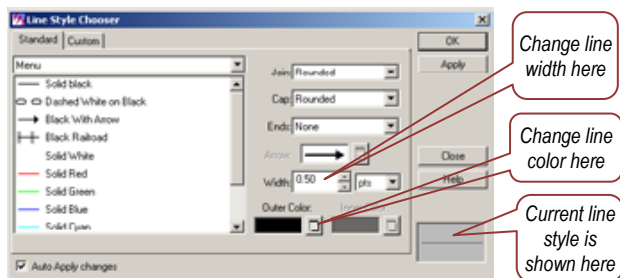 Line Style Chooser
Standard Custom
OK
Apply
Close
Help
Menu
Solid black
Dashed White on Black
Black With Arrow
Black Railroad
Solid White
Solid Red
Solid Green
Solid Blue
Solid Cyan
Join: Rounded
Cap: Rounded
Ends: None
Arrow:
Width: 0.50 pts
Outer Color:
Auto Apply changes
Change line
width here
Change line
color here
Current line
style is
shown here